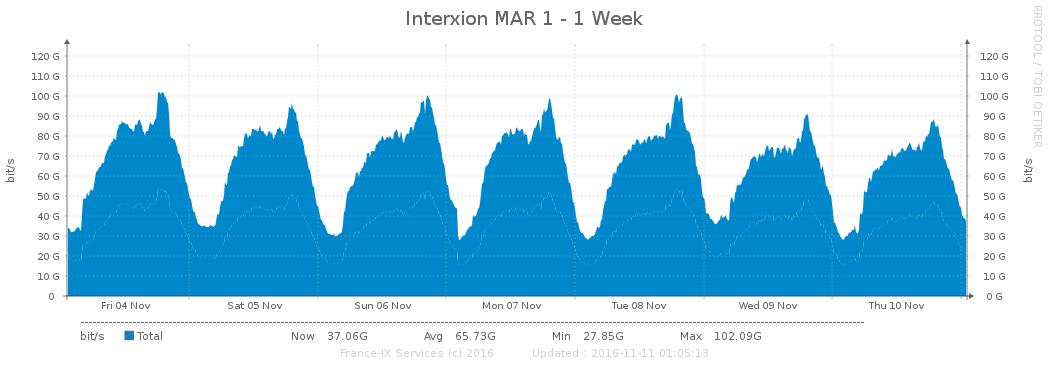 Interxion MAR 1 - 1 Week
RRDTOOL / TOBI OETIKER
bit/s
120 G 120 G
110 G 110 G
100 G 100 G
90 G 90 G
80 G 80 G
70 G 70 G
60 G 60 G
50 G 50 G
40 G 40 G
30 G 30 G
20 G 20 G
10 G 10 G
0 0 G
bit/s
Fri 04 Nov Sat 05 Nov Sun 06 Nov Mon 07 Nov Tue 08 Nov Wed 09 Nov Thu 10 Nov
bit/s Total Now 37.06G Avg 65.73G Min 27.85G Max 102.09G
France-IX Services (c) 2016 Updated : 2016-11-11 01:05:13